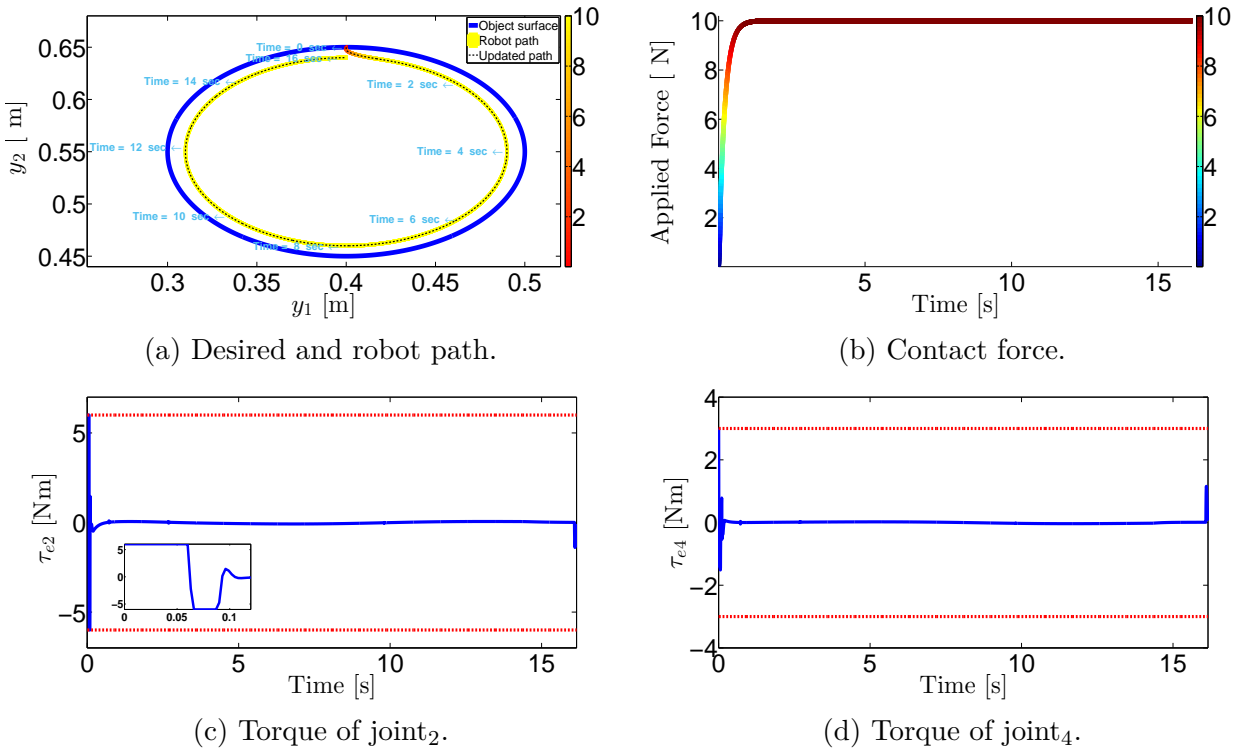 Object surface
Robot path
Updated path
Time = 0 sec ←
Time = 16 sec ←
Time = 14 sec ←
Time = 2 sec ←
Time = 12 sec ←
Time = 4 sec ←
Time = 10 sec ←
Time = 6 sec ←
Time = 8 sec ←
0.65
0.6
0.55
0.5
0.45
y2 [ m]
0.3
0.35
0.4
0.45
0.5
y1 [m]
10
8
6
4
2
(a) Desired and robot path.
10
8
6
4
2
Applied Force [ N]
5
10
15
Time [s]
10
8
6
4
2
(b) Contact force.
5
0
−5
τe2 [Nm]
5
0
−5
0
0.05
0.1
0
5
10
15
Time [s]
(c) Torque of joint2.
4
2
0
−2
−4
τe4 [Nm]
0
5
10
15
Time [s]
(d) Torque of joint4.